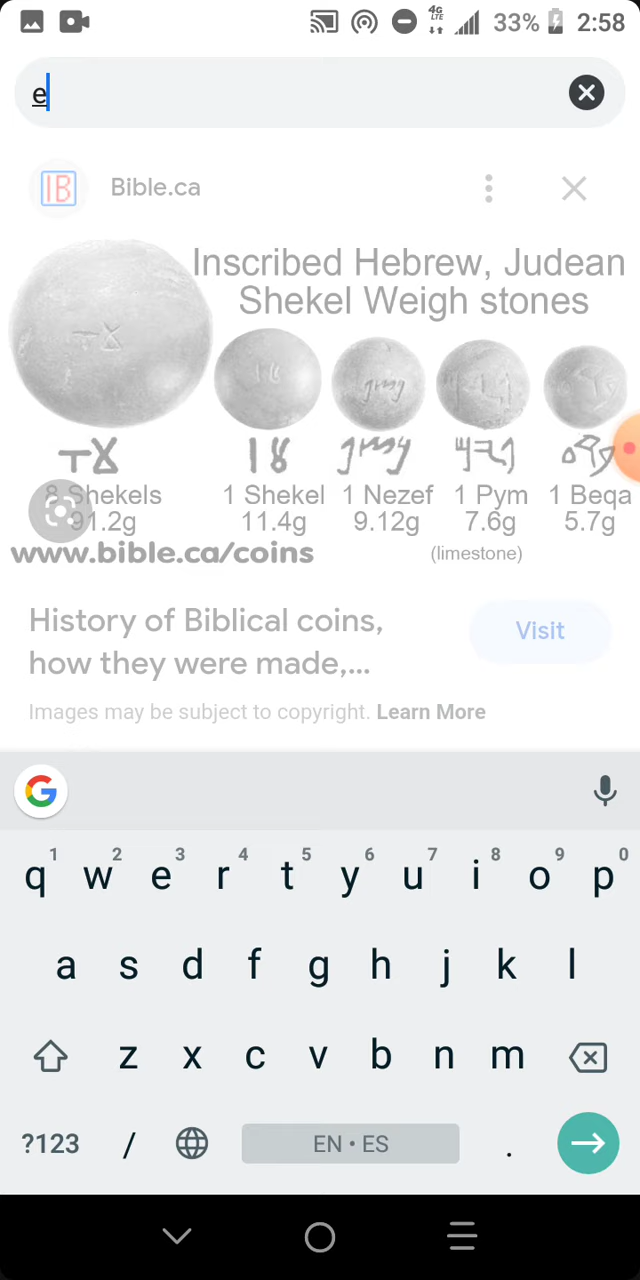 4G
LTE
33%
2:58
e
IB
Bible.ca
Inscribed Hebrew, Judean
Shekel Weigh stones
8 Shekels
1 Shekel
1 Nezef
1 Pym
1 Beqa
91.2g
11.4g
9.12g
7.6g
5.7g
www.bible.ca/coins
(limestone)
History of Biblical coins,
how they were made,...
Visit
Images may be subject to copyright. Learn More
G
1 2 3 4 5 6 7 8 9 0
q w e r t y u i o p
a s d f g h j k l
z x c v b n m
?123 / EN • ES .